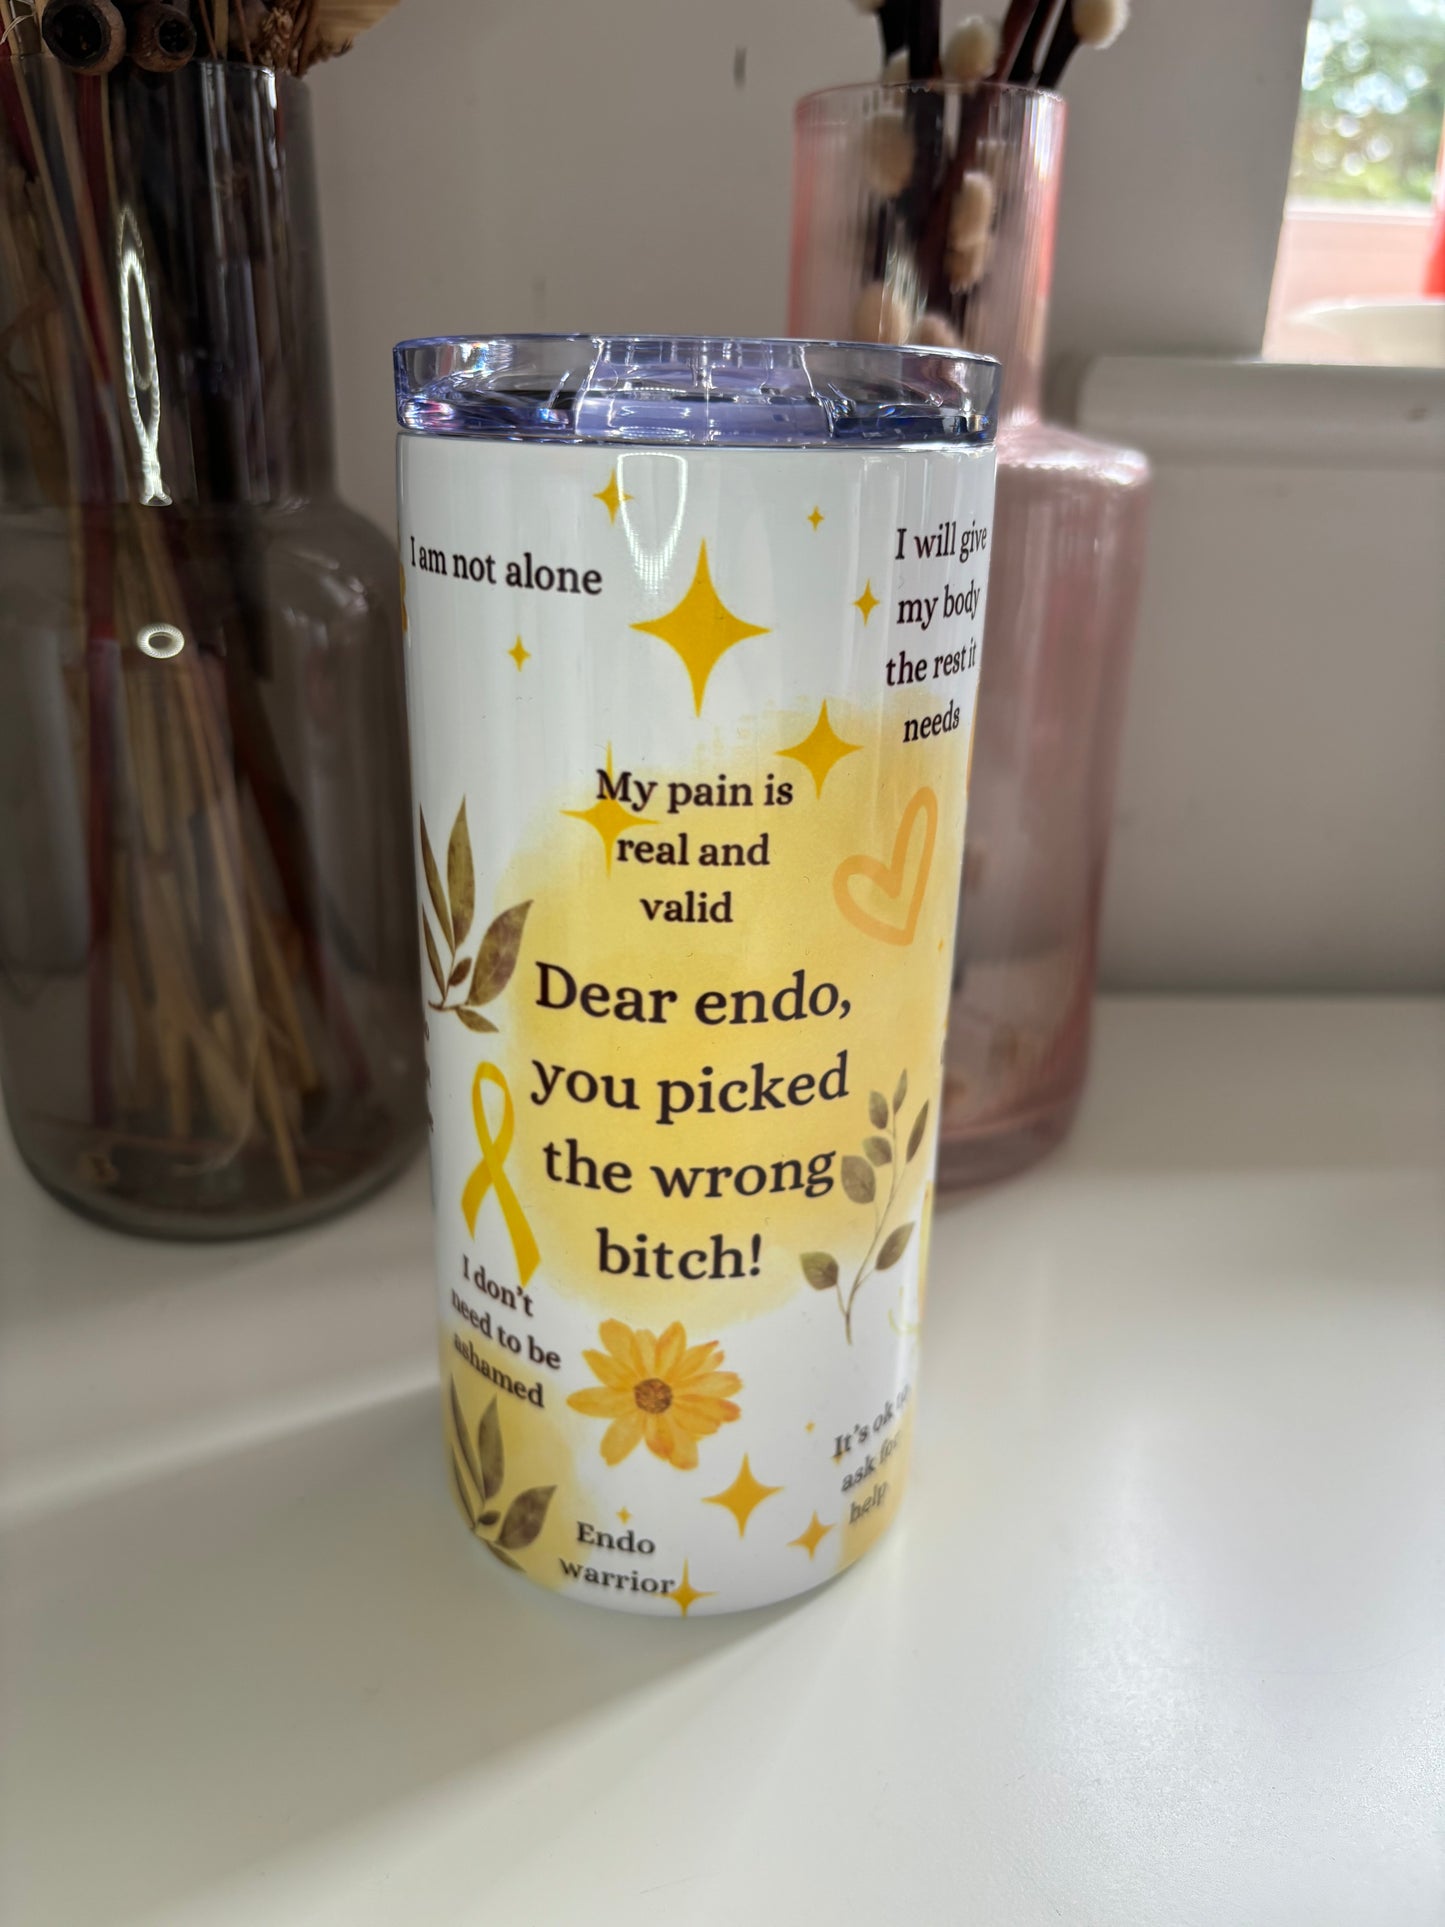 I am not alone
I will give
my body
the rest it
needs
My pain is
real and
valid
Dear endo,
you picked
the wrong
bitch!
I don't
need to be
ashamed
It's ok to
ask for
help
Endo
warrior